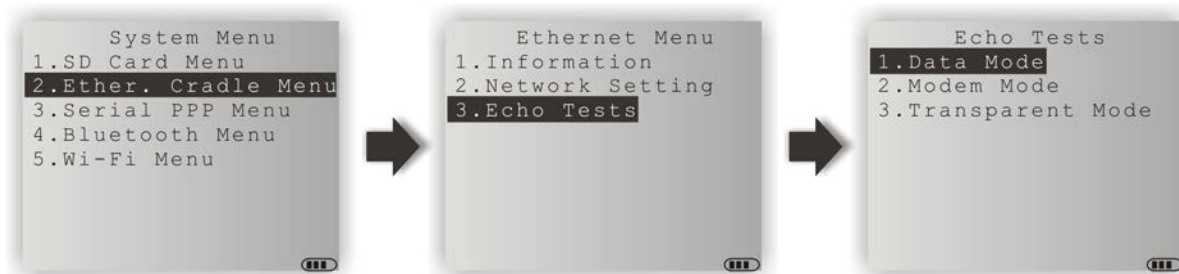 System Menu
1.SD Card Menu
2.Ether. Cradle Menu
3.Serial PPP Menu
4.Bluetooth Menu
5.Wi-Fi Menu
Ethernet Menu
1.Information
2.Network Setting
3.Echo Tests
Echo Tests
1.Data Mode
2.Modem Mode
3.Transparent Mode